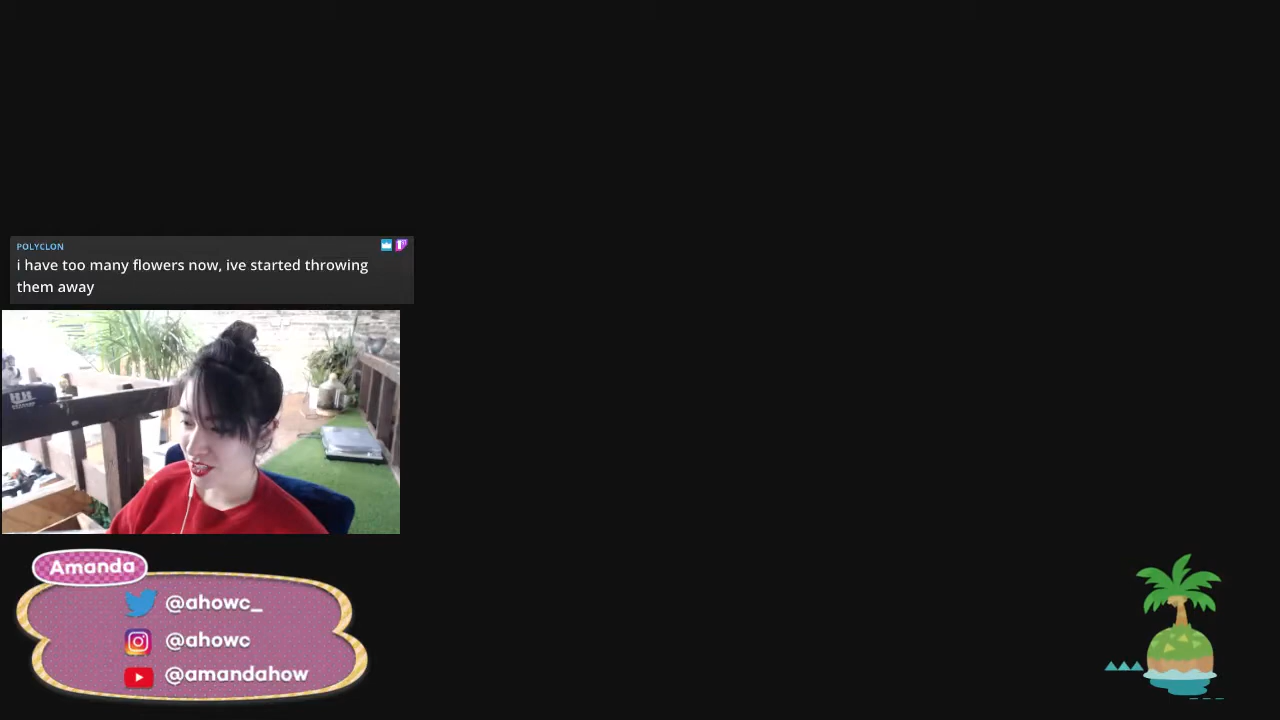 POLYCLON
i have too many flowers now, ive started throwing
them away
Amanda
@ahowc_
@ahowc
@amandahow